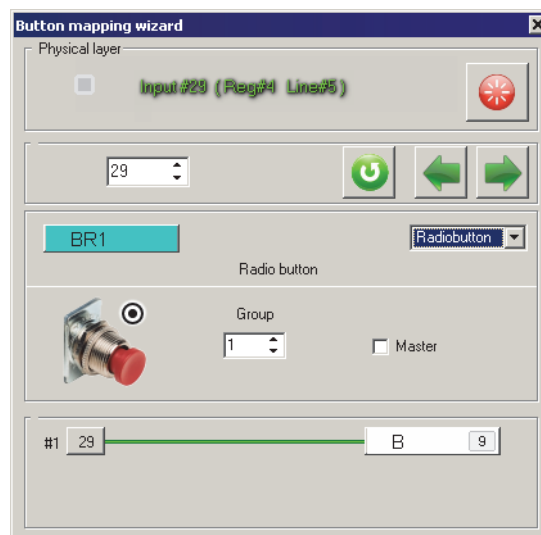 Button mapping wizard
Physical layer
Input#29 (Reg#4 Line#5)
29
BR1
Radiobutton
Radio button
Group
1
Master
#1 29 B 9